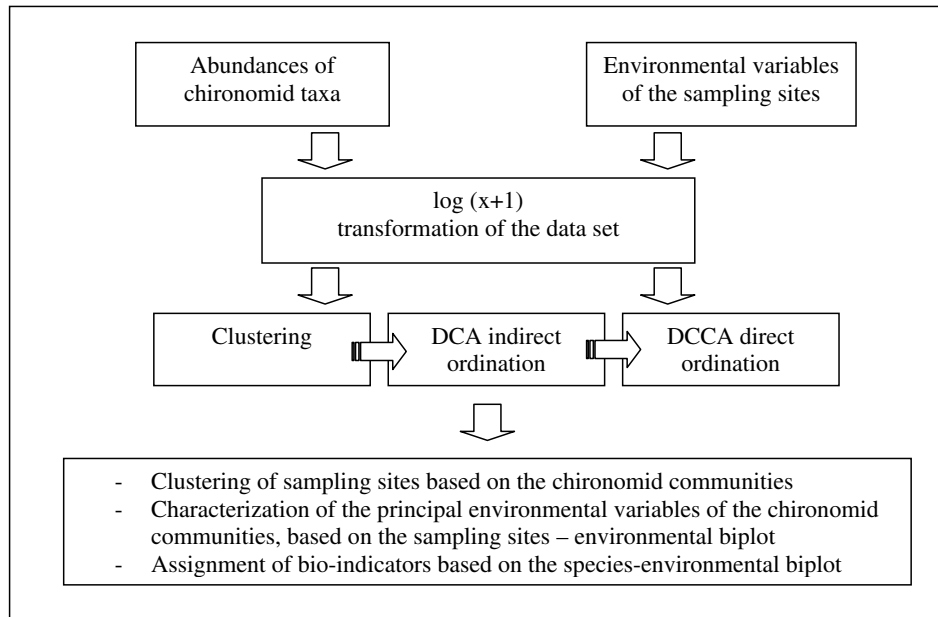 Abundances of
chironomid taxa
Environmental variables
of the sampling sites
log (x+1)
transformation of the data set
Clustering
DCA indirect
ordination
DCCA direct
ordination
- Clustering of sampling sites based on the chironomid communities
- Characterization of the principal environmental variables of the chironomid
communities, based on the sampling sites – environmental biplot
- Assignment of bio-indicators based on the species-environmental biplot